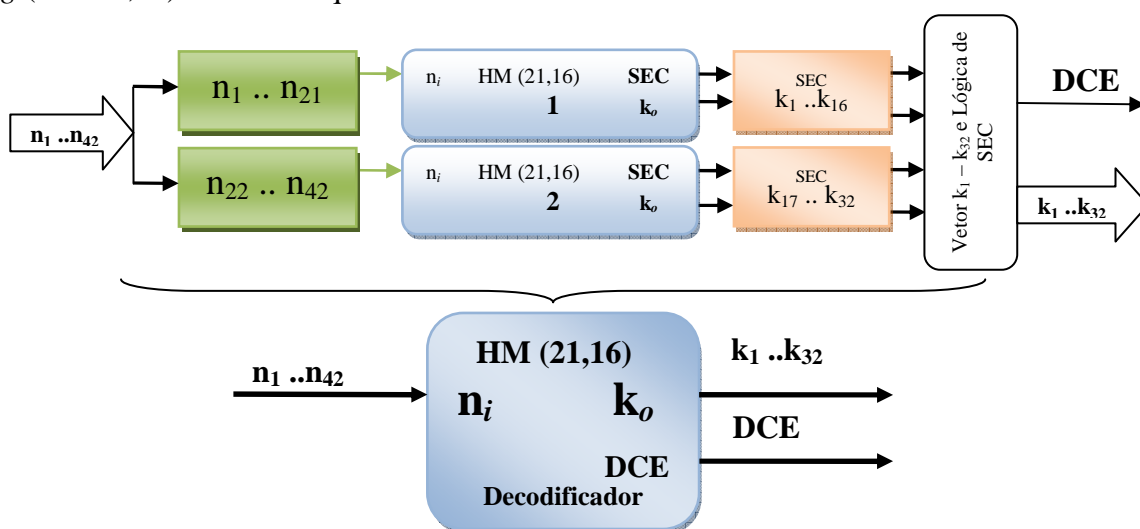 n₁ ..n₄₂
n₁ .. n₂₁
n₂₂ .. n₄₂
nᵢ HM (21,16) SEC
1 kₒ
nᵢ HM (21,16) SEC
2 kₒ
SEC
k₁ ..k₁₆
SEC
k₁₇ .. k₃₂
Vetor k₁ – k₃₂ e Lógica de
SEC
DCE
k₁ ..k₃₂
n₁ ..n₄₂
HM (21,16)
nᵢ kₒ
DCE
Decodificador
k₁ ..k₃₂
DCE